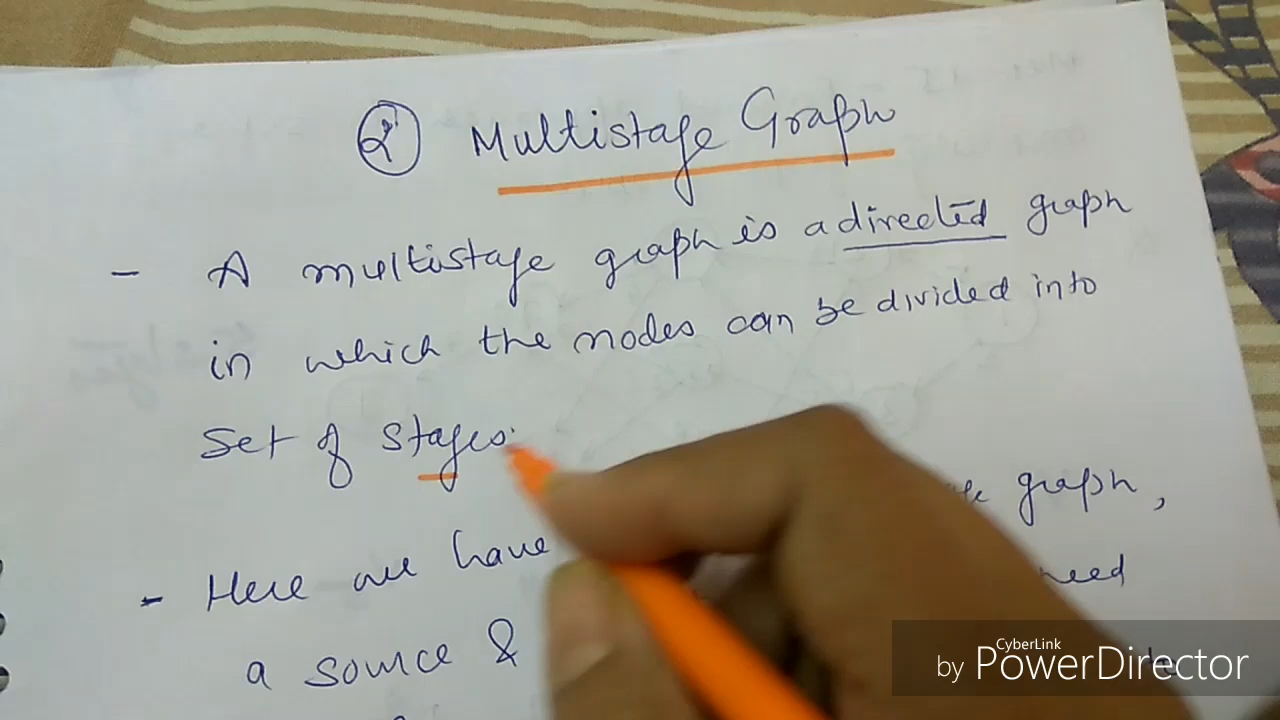 2 Multistage Graph
- A multistage graph is a directed graph
in which the nodes can be divided into
set of stages.
- Here we have graph,
a source & need
CyberLink
by PowerDirector